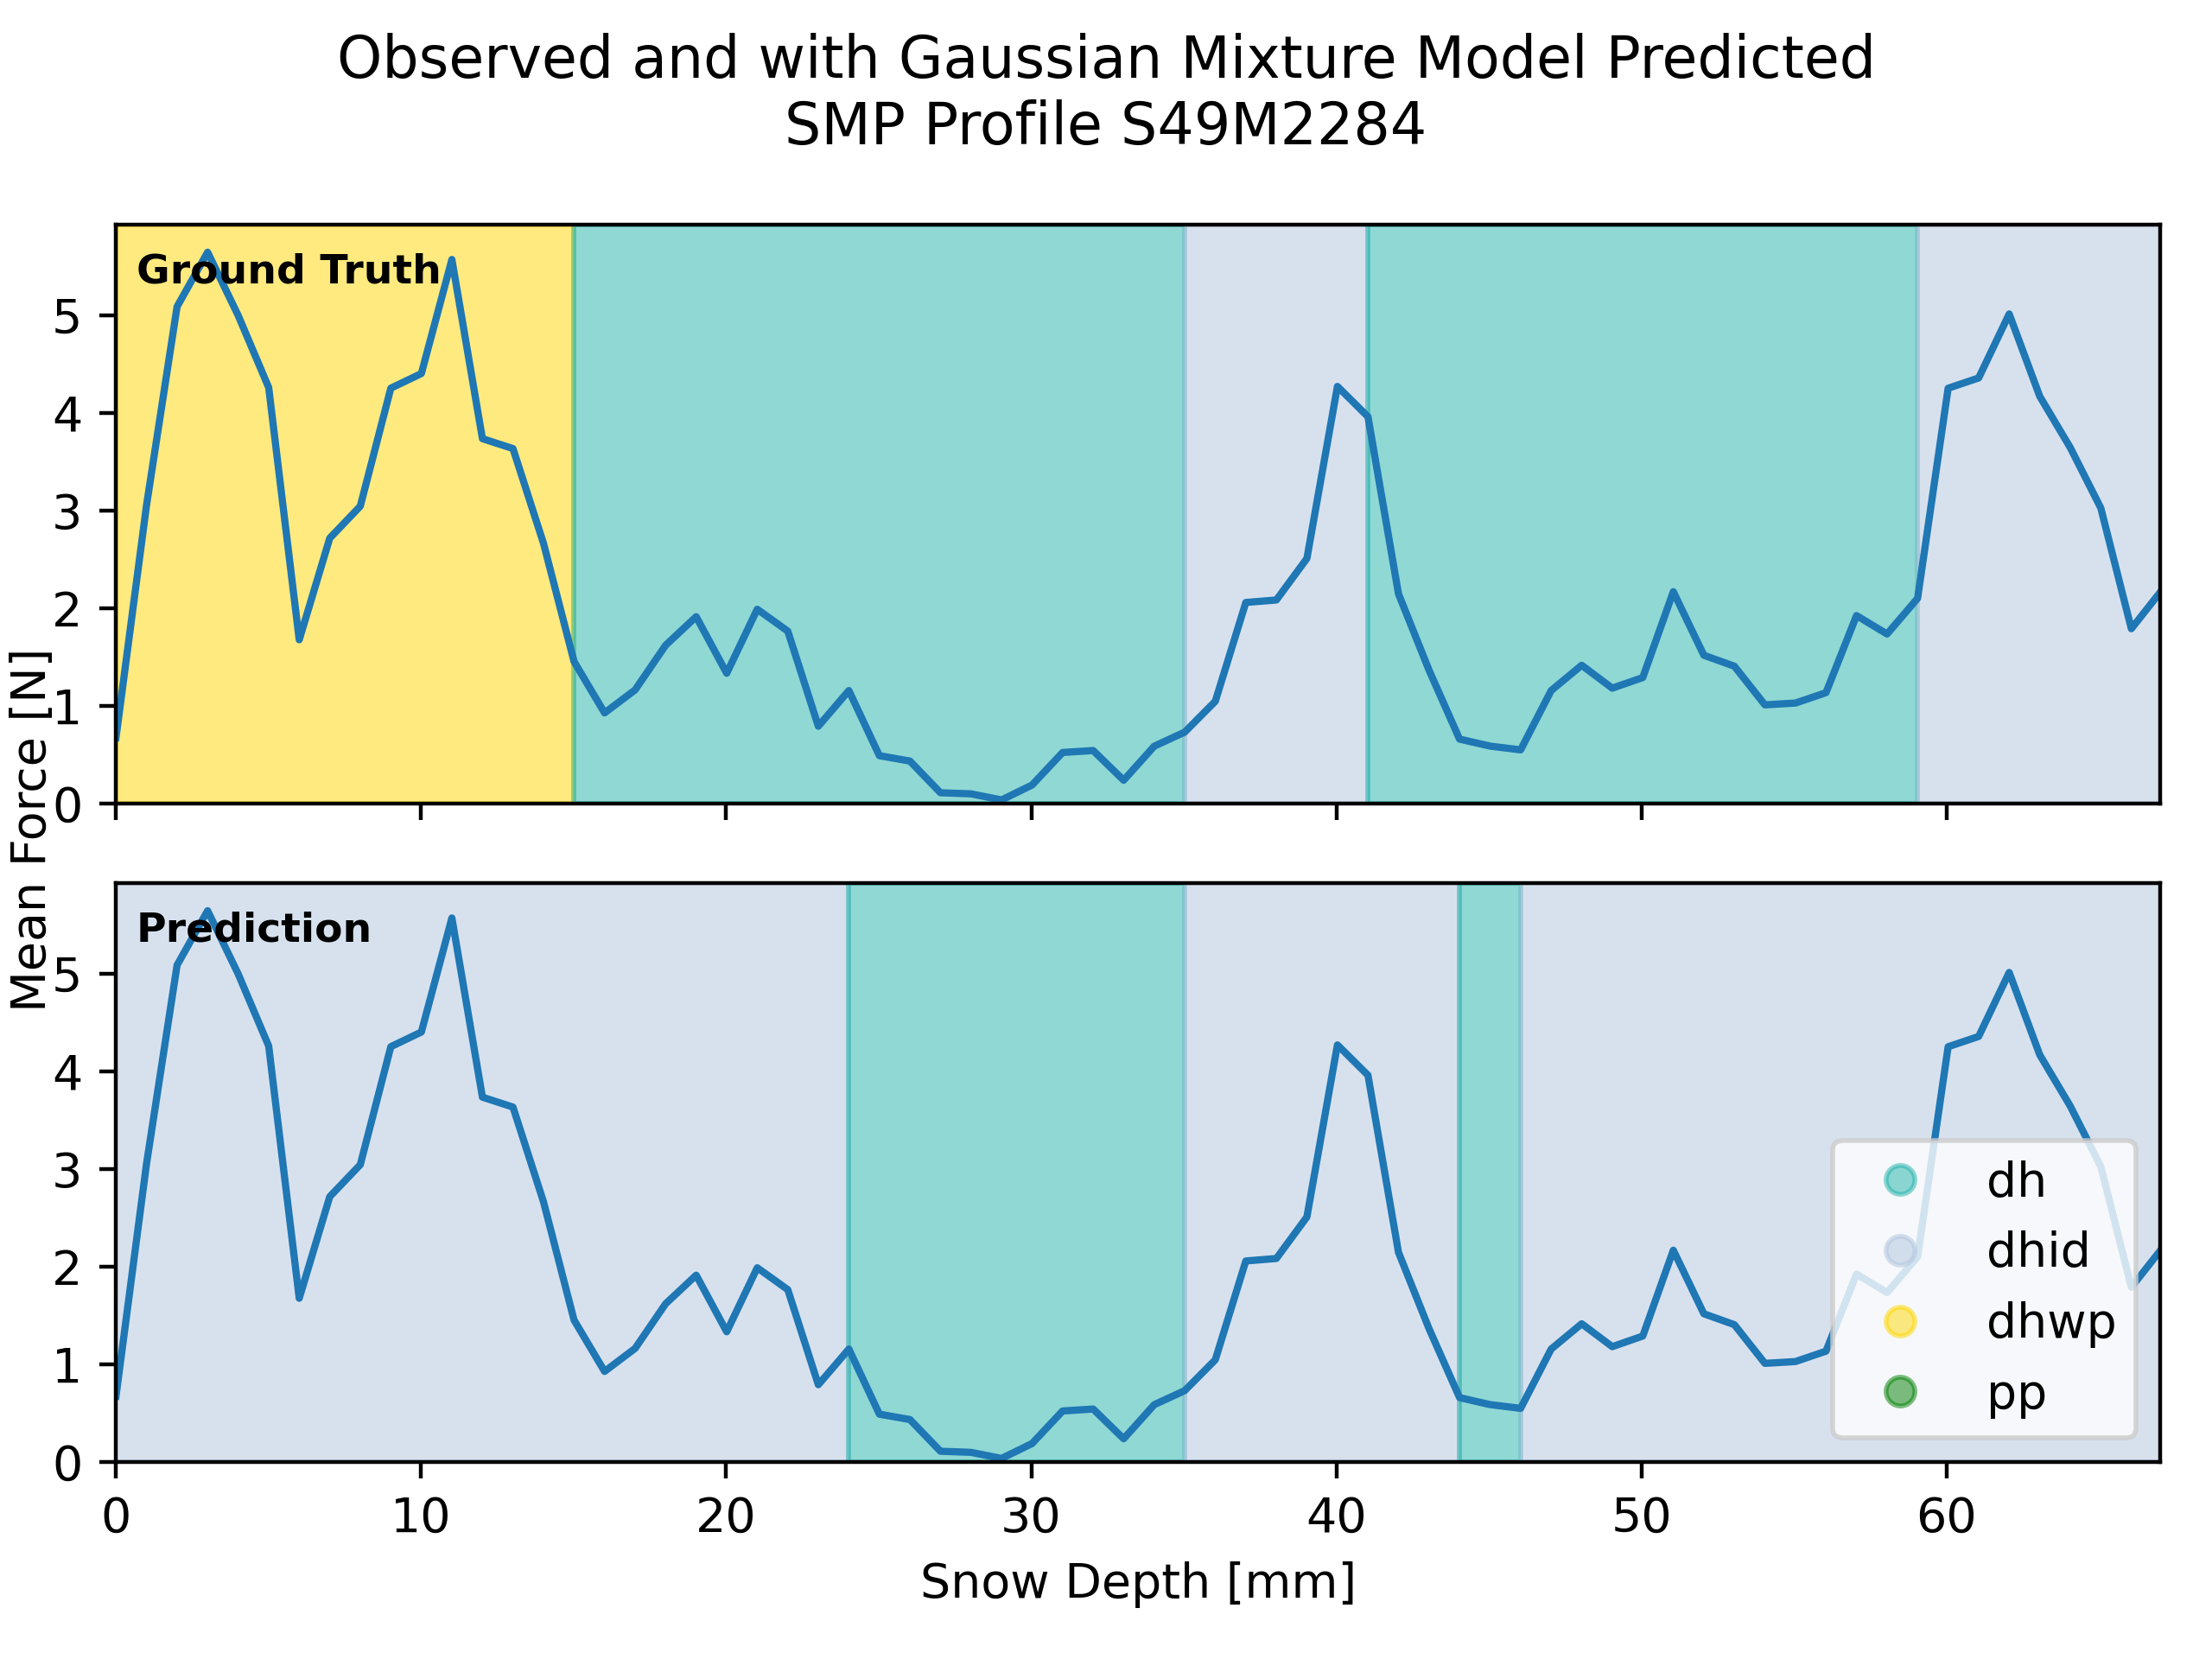 Observed and with Gaussian Mixture Model Predicted
SMP Profile S49M2284
Ground Truth
5
4
3
2
1
0
Mean Force [N]
Prediction
5
4
3
2
1
0
dh
dhid
dhwp
pp
0 10 20 30 40 50 60
Snow Depth [mm]